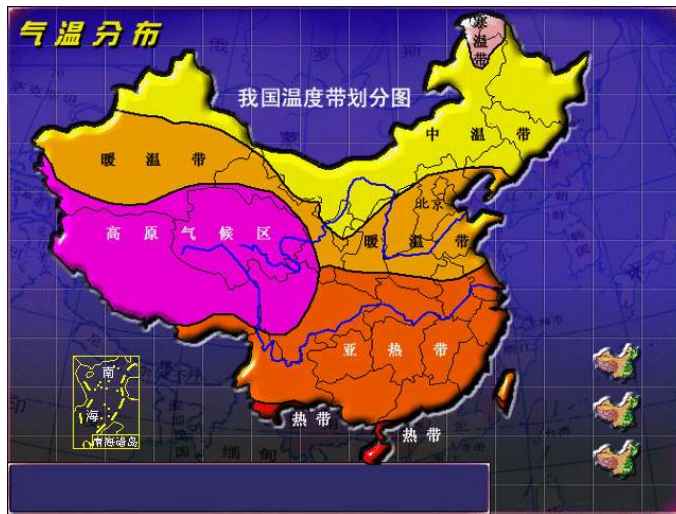 气温分布
寒温带
我国温度带划分图
中温带
暖温带
北京
高原气候区
暖温带
亚热带
南海
南海诸岛
热带
热带
缅甸